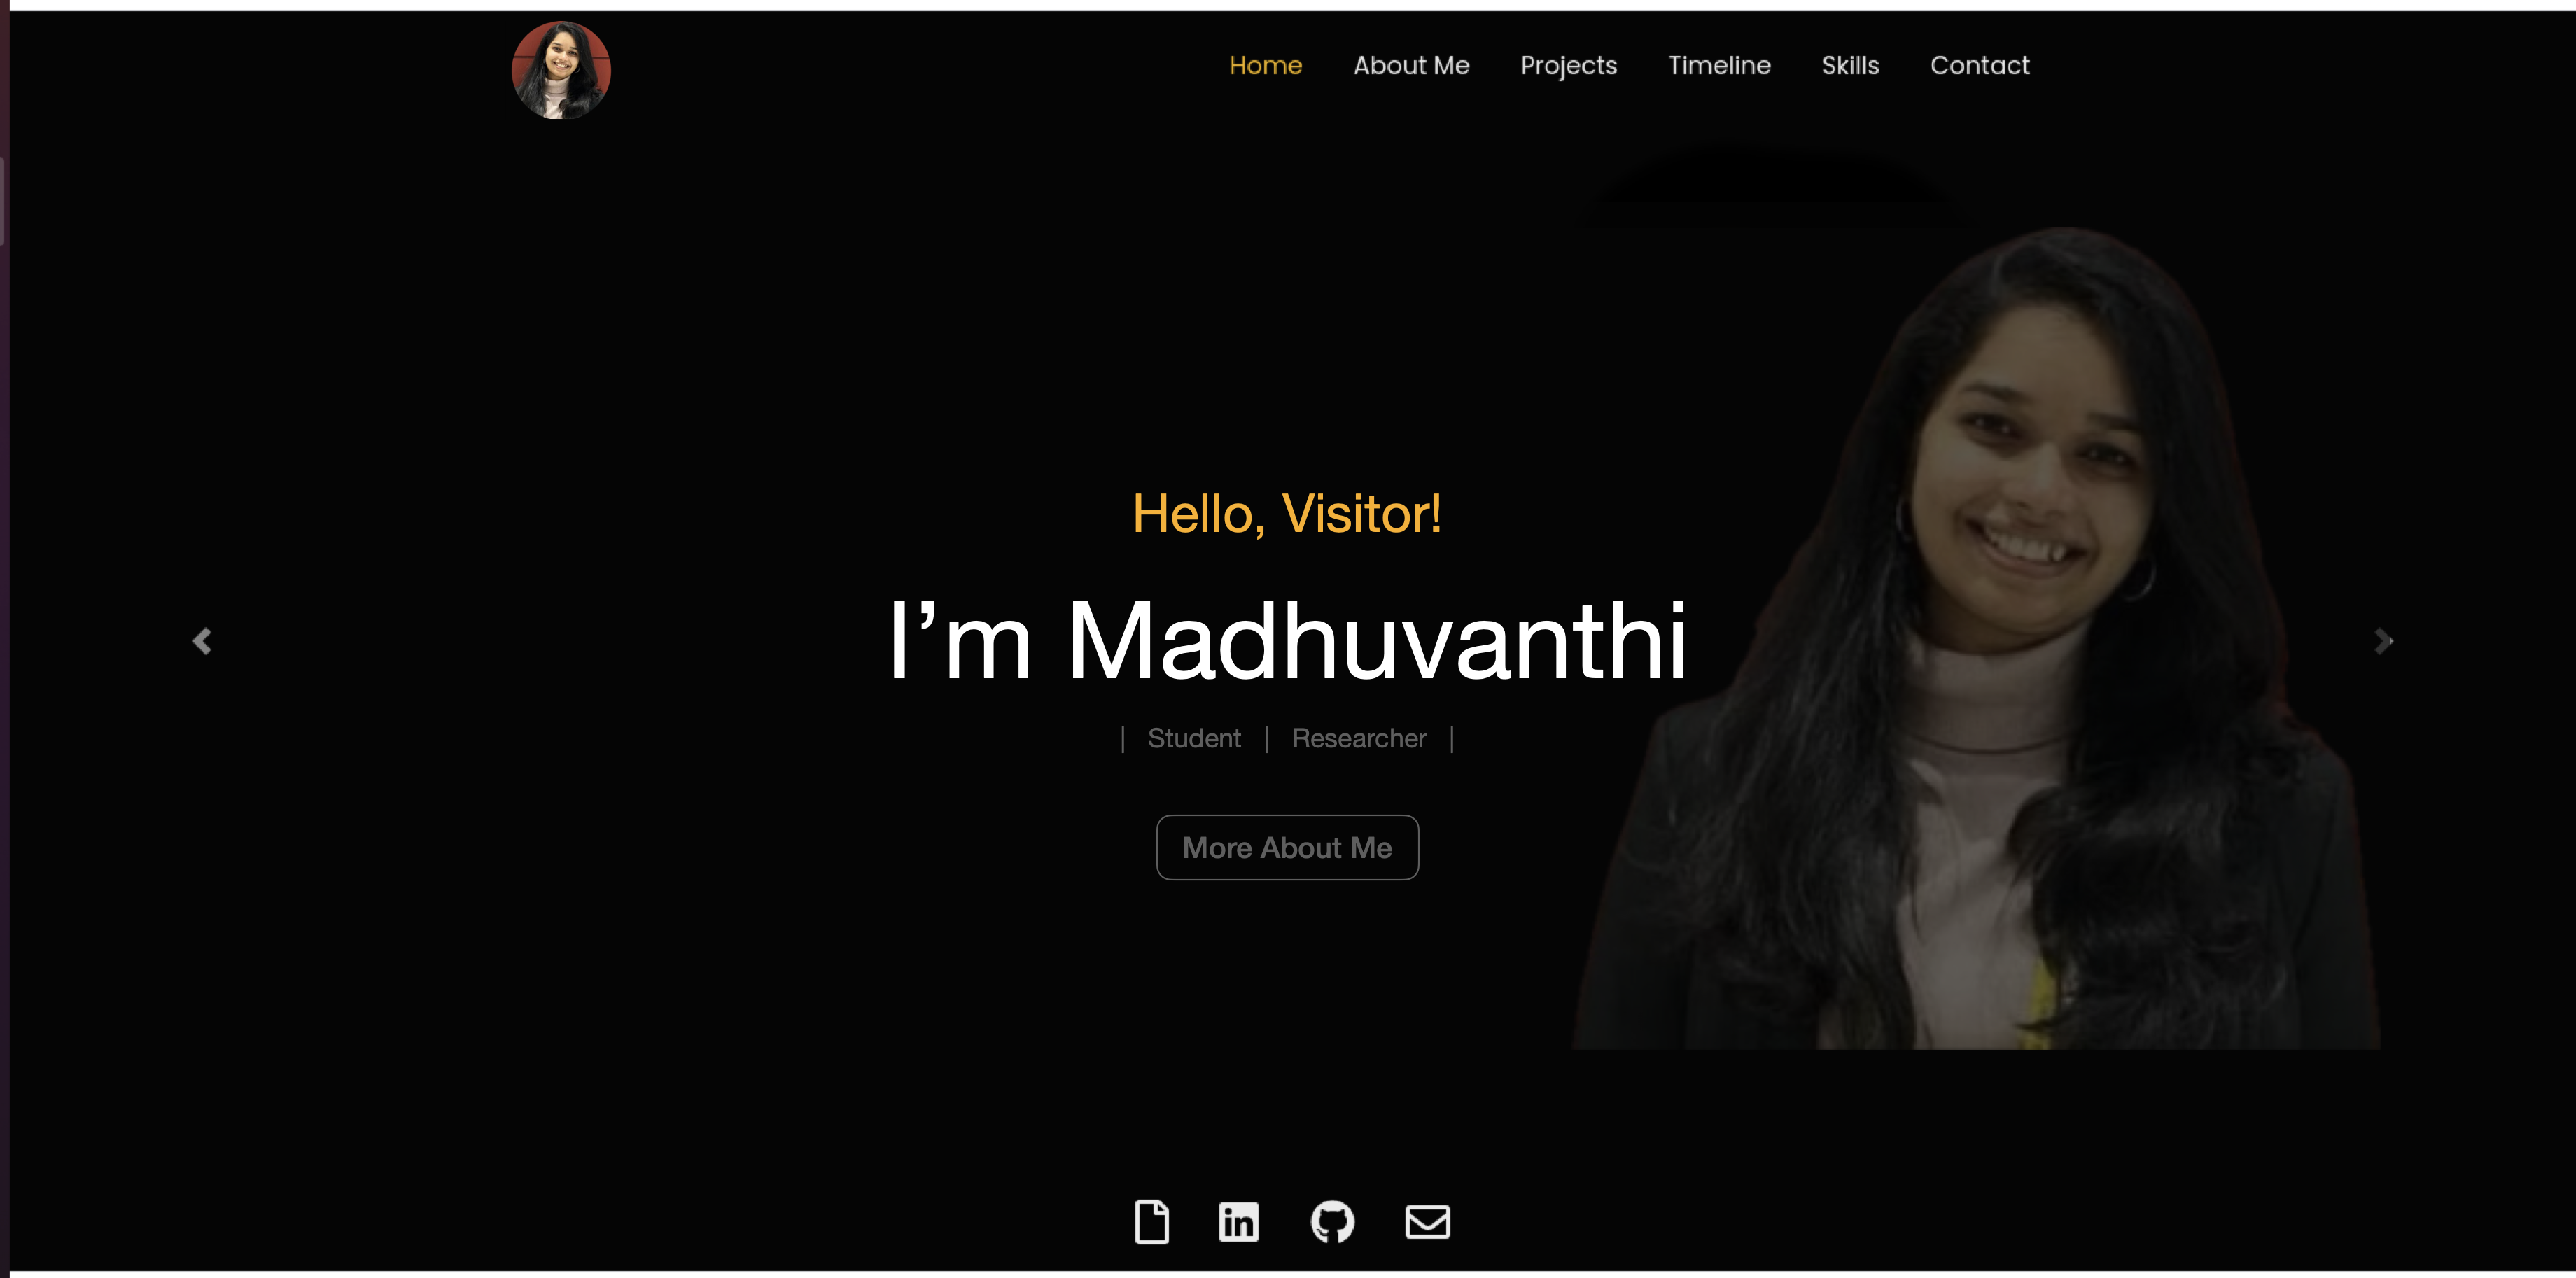 Home About Me Projects Timeline Skills Contact
Hello, Visitor!
I’m Madhuvanthi
| Student | Researcher |
More About Me
in